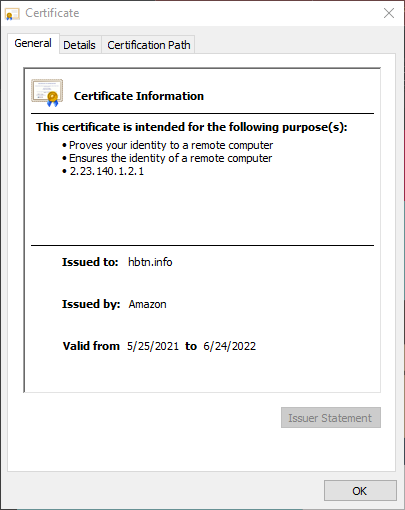 Certificate
General Details Certification Path
Certificate Information
This certificate is intended for the following purpose(s):
• Proves your identity to a remote computer
• Ensures the identity of a remote computer
• 2.23.140.1.2.1
Issued to: hbtn.info
Issued by: Amazon
Valid from 5/25/2021 to 6/24/2022
Issuer Statement
OK